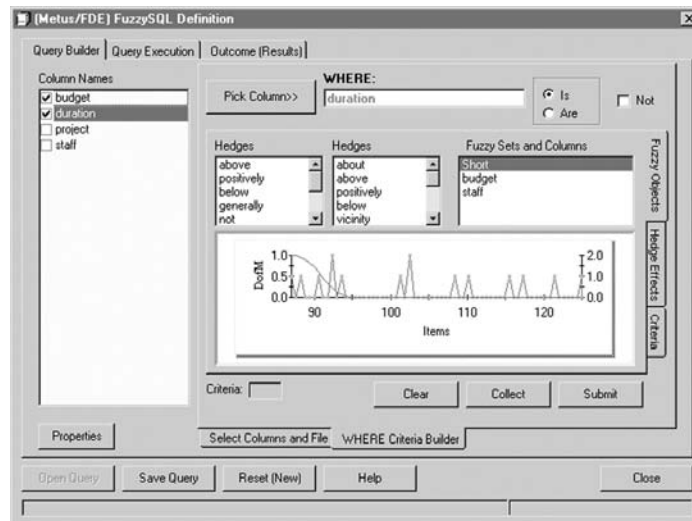 (Metus/FDE) FuzzySQL Definition
Query Builder Query Execution Outcome (Results)
Column Names
budget
duration
project
staff
Properties
WHERE:
Pick Column>> duration Is Are Not
Hedges
above
positively
below
generally
not
Hedges
about
above
positively
below
vicinity
Fuzzy Sets and Columns
Short
budget
staff
Fuzzy Objects
Hedge Effects
Criteria
DofM
1.0
0.5
0.0
2.0
1.0
0.0
90 100 110 120
Items
Criteria:
Clear Collect Submit
Select Columns and File WHERE Criteria Builder
Open Query Save Query Reset (New) Help Close